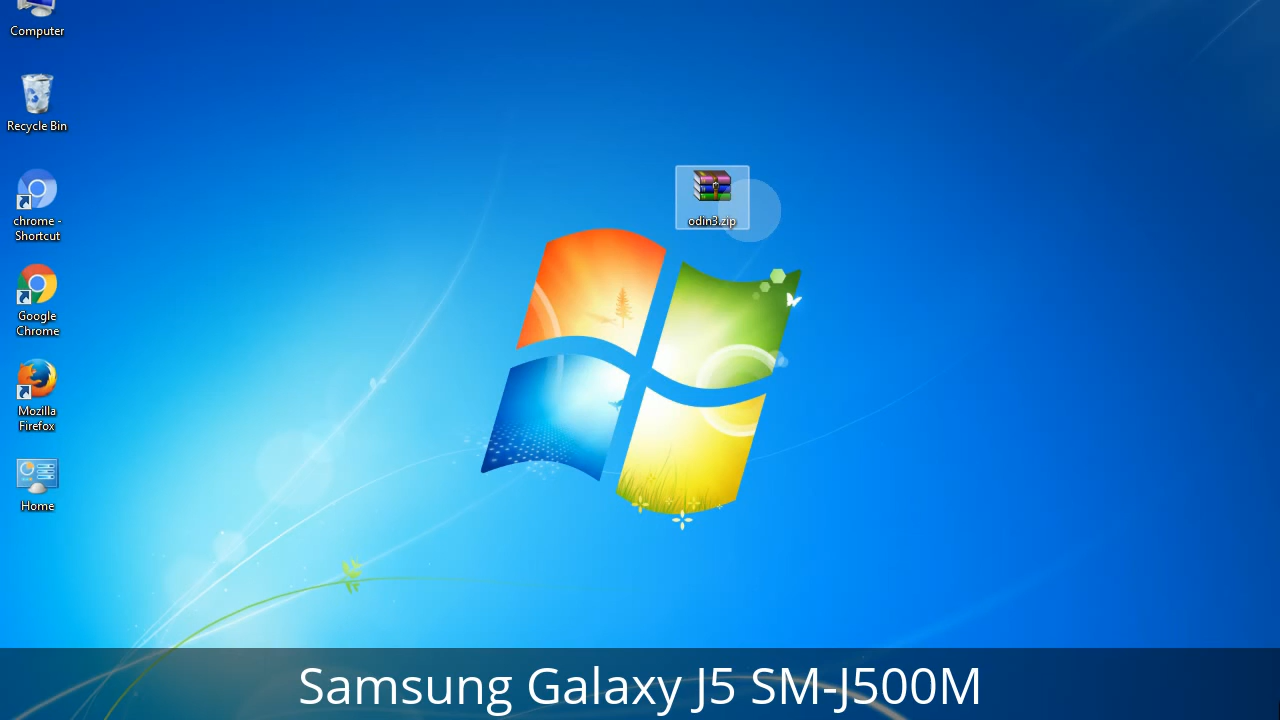 Computer
Recycle Bin
chrome -
Shortcut
Google
Chrome
Mozilla
Firefox
Home
odin3.zip
Samsung Galaxy J5 SM-J500M